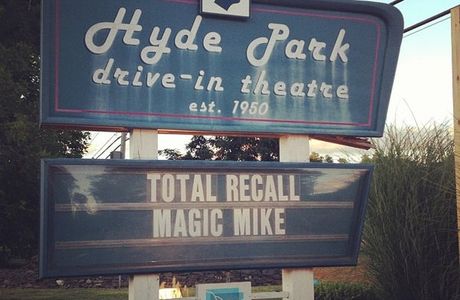 Hyde Park
drive-in theatre
est. 1950
TOTAL RECALL
MAGIC MIKE